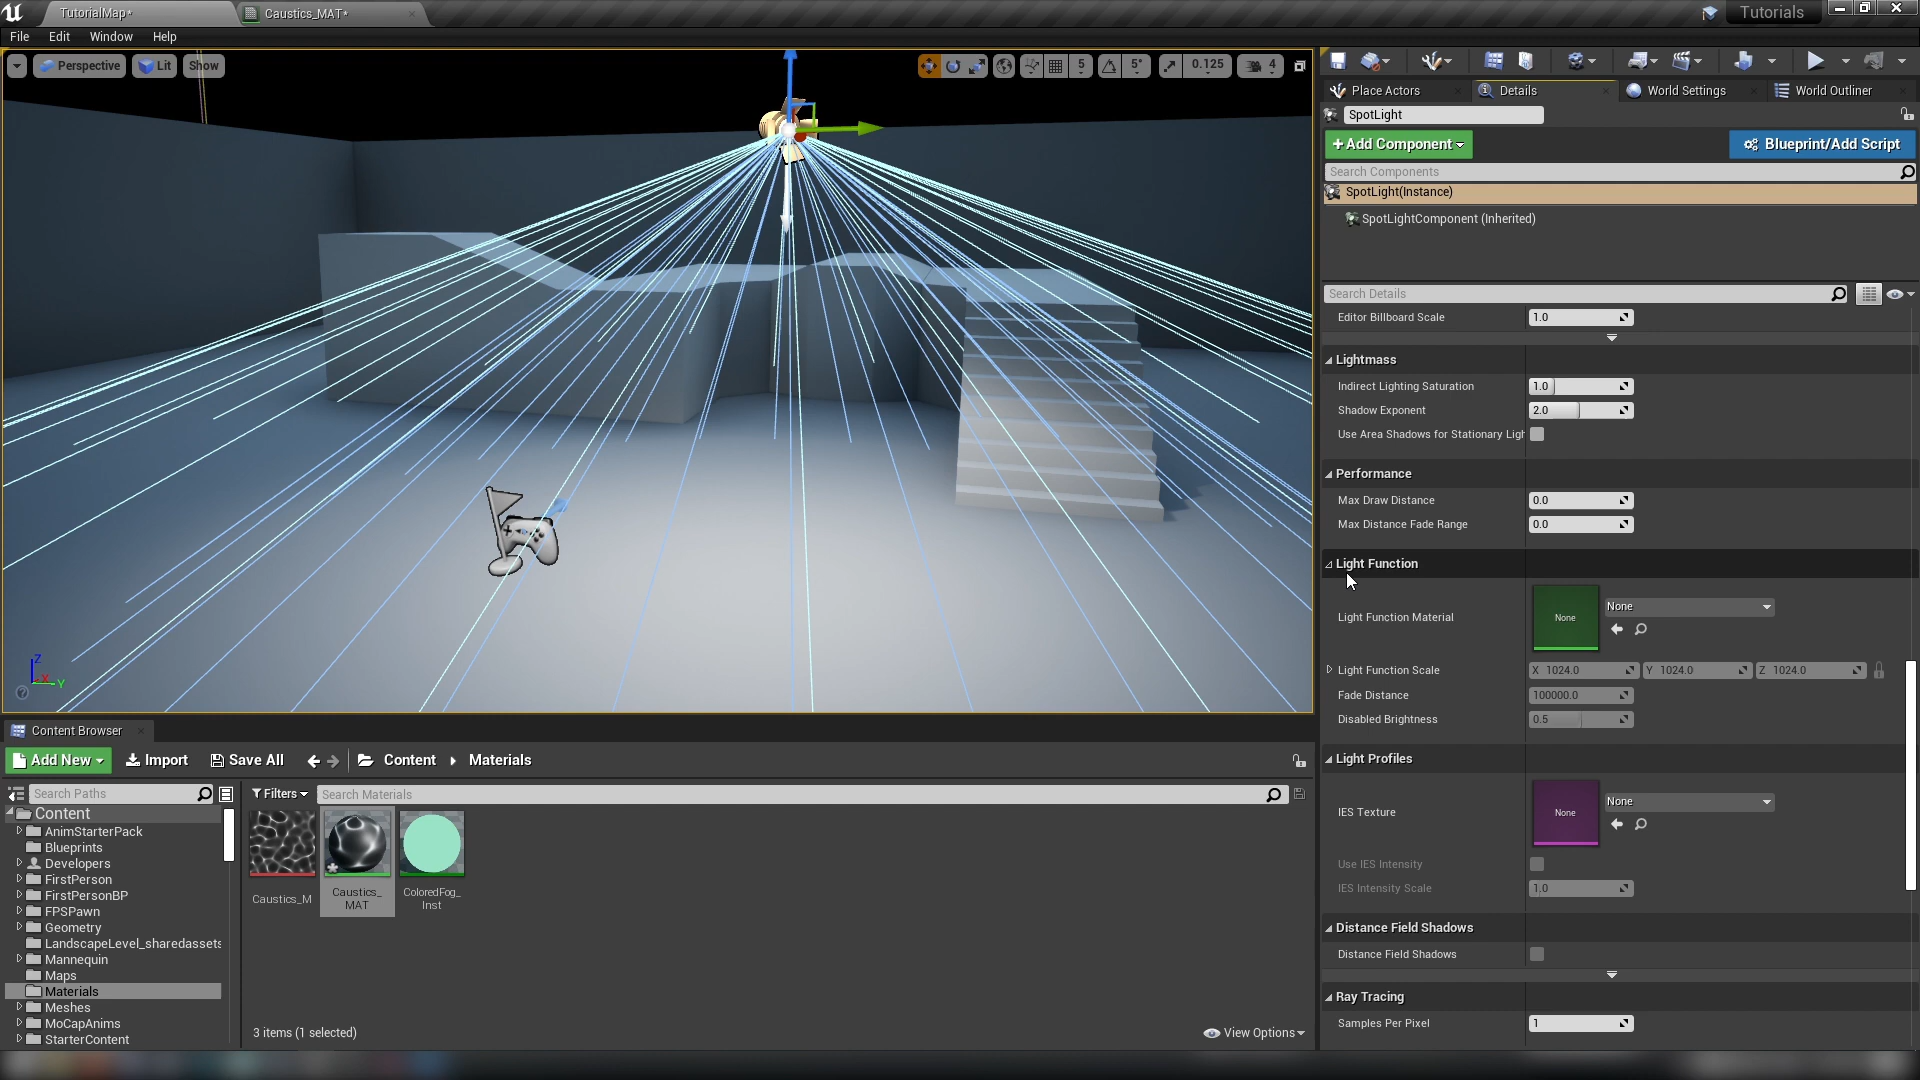 TutorialMap*
Caustics_MAT*
Tutorials
File Edit Window Help
Perspective Lit Show
5 5° 0.125 4
Place Actors Details World Settings World Outliner
SpotLight
+Add Component Blueprint/Add Script
Search Components
SpotLight(Instance)
SpotLightComponent (Inherited)
Search Details
Editor Billboard Scale 1.0
Lightmass
Indirect Lighting Saturation 1.0
Shadow Exponent 2.0
Use Area Shadows for Stationary Ligh
Performance
Max Draw Distance 0.0
Max Distance Fade Range 0.0
Light Function
Light Function Material None None
Light Function Scale X 1024.0 Y 1024.0 Z 1024.0
Fade Distance 100000.0
Disabled Brightness 0.5
Light Profiles
IES Texture None None
Use IES Intensity
IES Intensity Scale 1.0
Distance Field Shadows
Distance Field Shadows
Ray Tracing
Samples Per Pixel 1
Z X Y
Content Browser
Add New Import Save All Content Materials
Search Paths Filters Search Materials
Content
AnimStarterPack
Blueprints
Developers
FirstPerson
FirstPersonBP
FPSPawn
Geometry
LandscapeLevel_sharedassets
Mannequin
Maps
Materials
Meshes
MoCapAnims
StarterContent
Caustics_M
Caustics_
MAT
ColoredFog_
Inst
3 items (1 selected) View Options